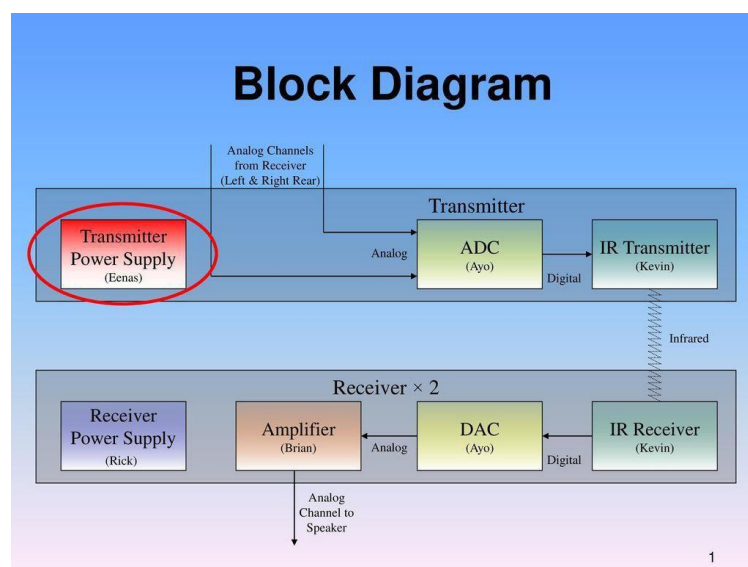 Block Diagram
Analog Channels
from Receiver
(Left & Right Rear)
Transmitter
Transmitter
Power Supply
(Eenas)
Analog
ADC
(Ayo)
Digital
IR Transmitter
(Kevin)
Infrared
Receiver × 2
Receiver
Power Supply
(Rick)
Amplifier
(Brian)
Analog
DAC
(Ayo)
Digital
IR Receiver
(Kevin)
Analog
Channel to
Speaker
1